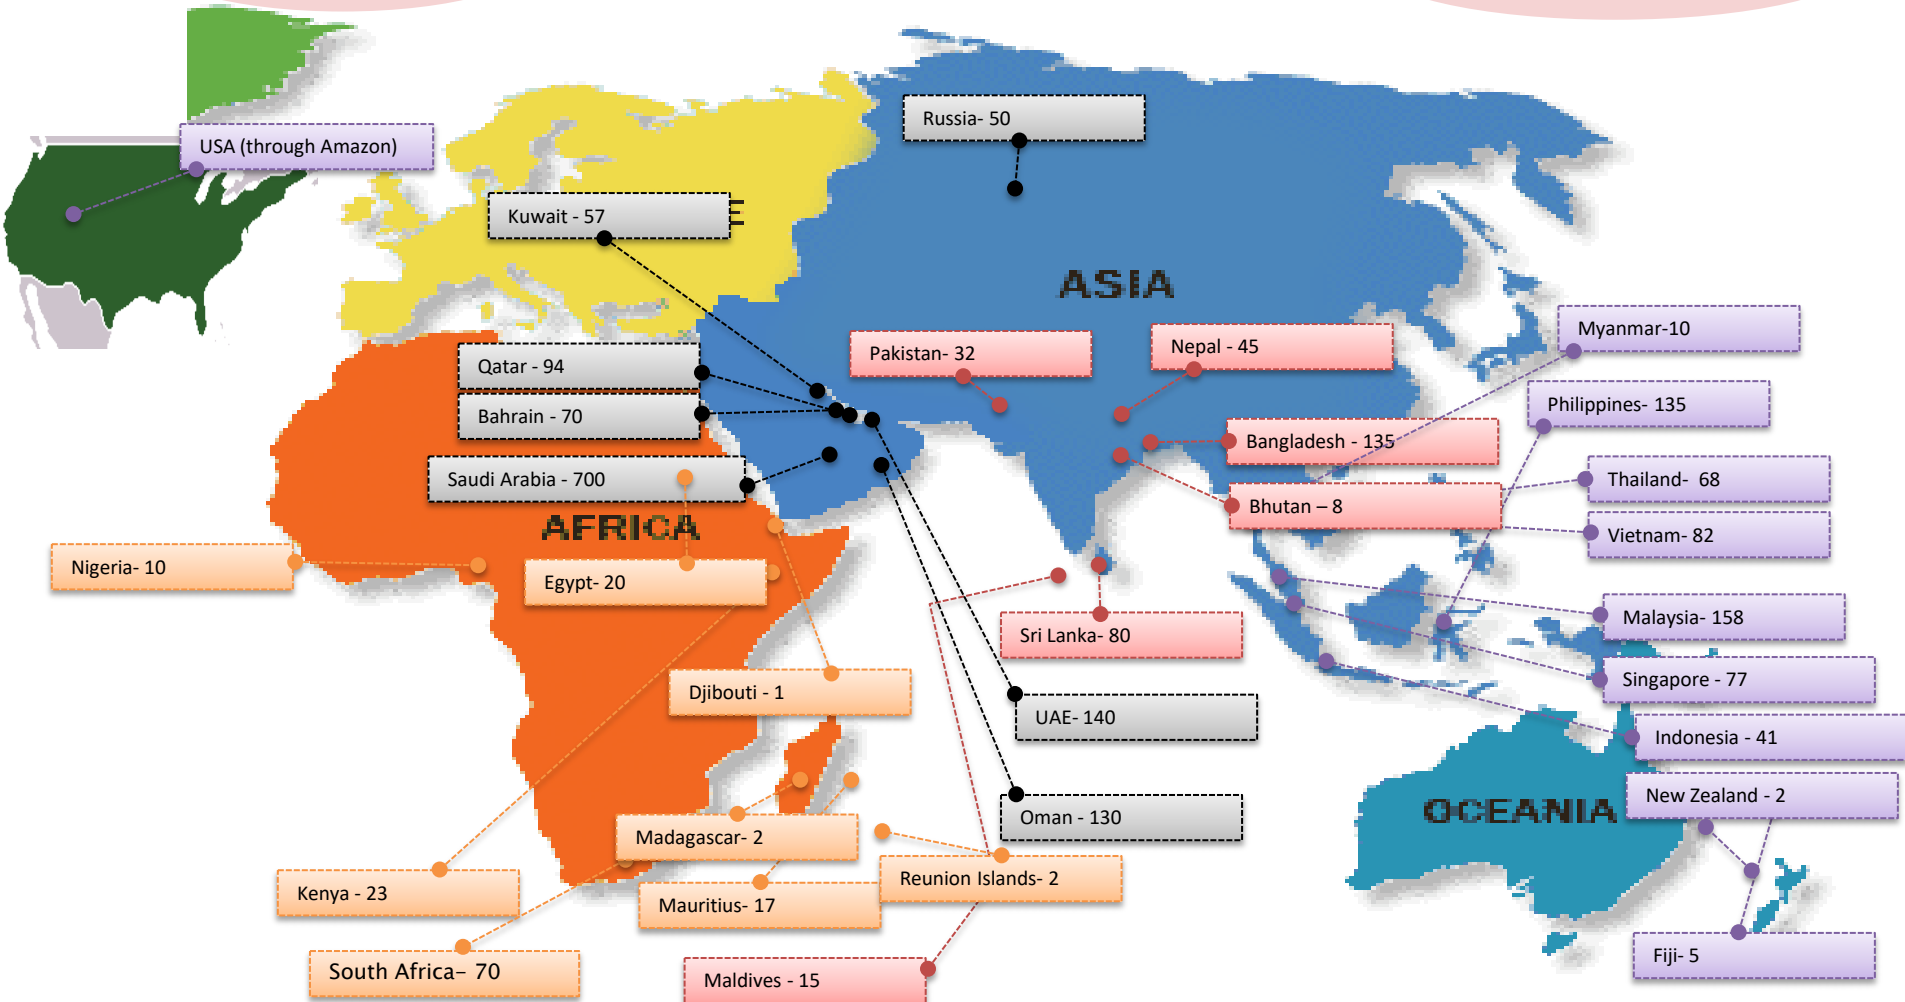 USA (through Amazon)
Russia- 50
Kuwait - 57
E
ASIA
Myanmar-10
Pakistan- 32
Nepal - 45
Qatar - 94
Philippines- 135
Bahrain - 70
Bangladesh - 135
Saudi Arabia - 700
Thailand-  68
Bhutan – 8
AFRICA
Vietnam- 82
Nigeria- 10
Egypt- 20
Malaysia- 158
Sri Lanka- 80
Singapore - 77
Djibouti - 1
UAE- 140
Indonesia - 41
New Zealand - 2
OCEANIA
Oman - 130
Madagascar- 2
Reunion Islands- 2
Kenya - 23
Mauritius- 17
Fiji- 5
South Africa– 70
Maldives - 15